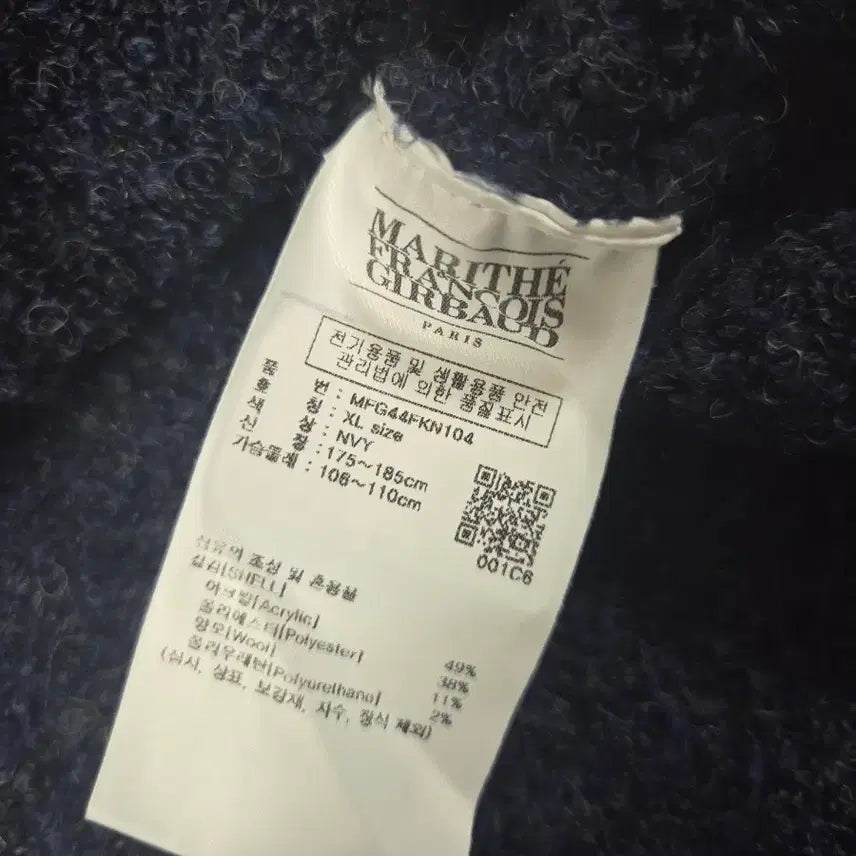 MARITHÉ
FRANÇOIS
GIRBAUD
PARIS
전기용품 및 생활용품 안전
관리법에 의한 품질표시
품 번 : MFG44FKN104
호 칭 : XL size
색 상 : NVY
신 장 : 175~185cm
가슴둘레 : 106~110cm
001C6
섬유의 조성 및 혼용률
겉감[SHELL]
아크릴[Acrylic] 49%
폴리에스터[Polyester] 38%
양모[Wool] 11%
폴리우레탄[Polyurethane] 2%
(심지, 상표, 보강재, 자수, 장식 제외)